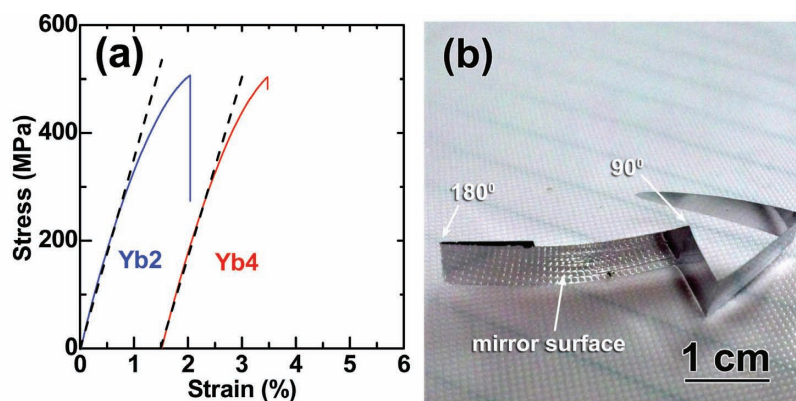 (a)
600
400
200
0
Stress (MPa)
Yb2
Yb4
0 1 2 3 4 5 6
Strain (%)
(b)
180⁰
90⁰
mirror surface
1 cm